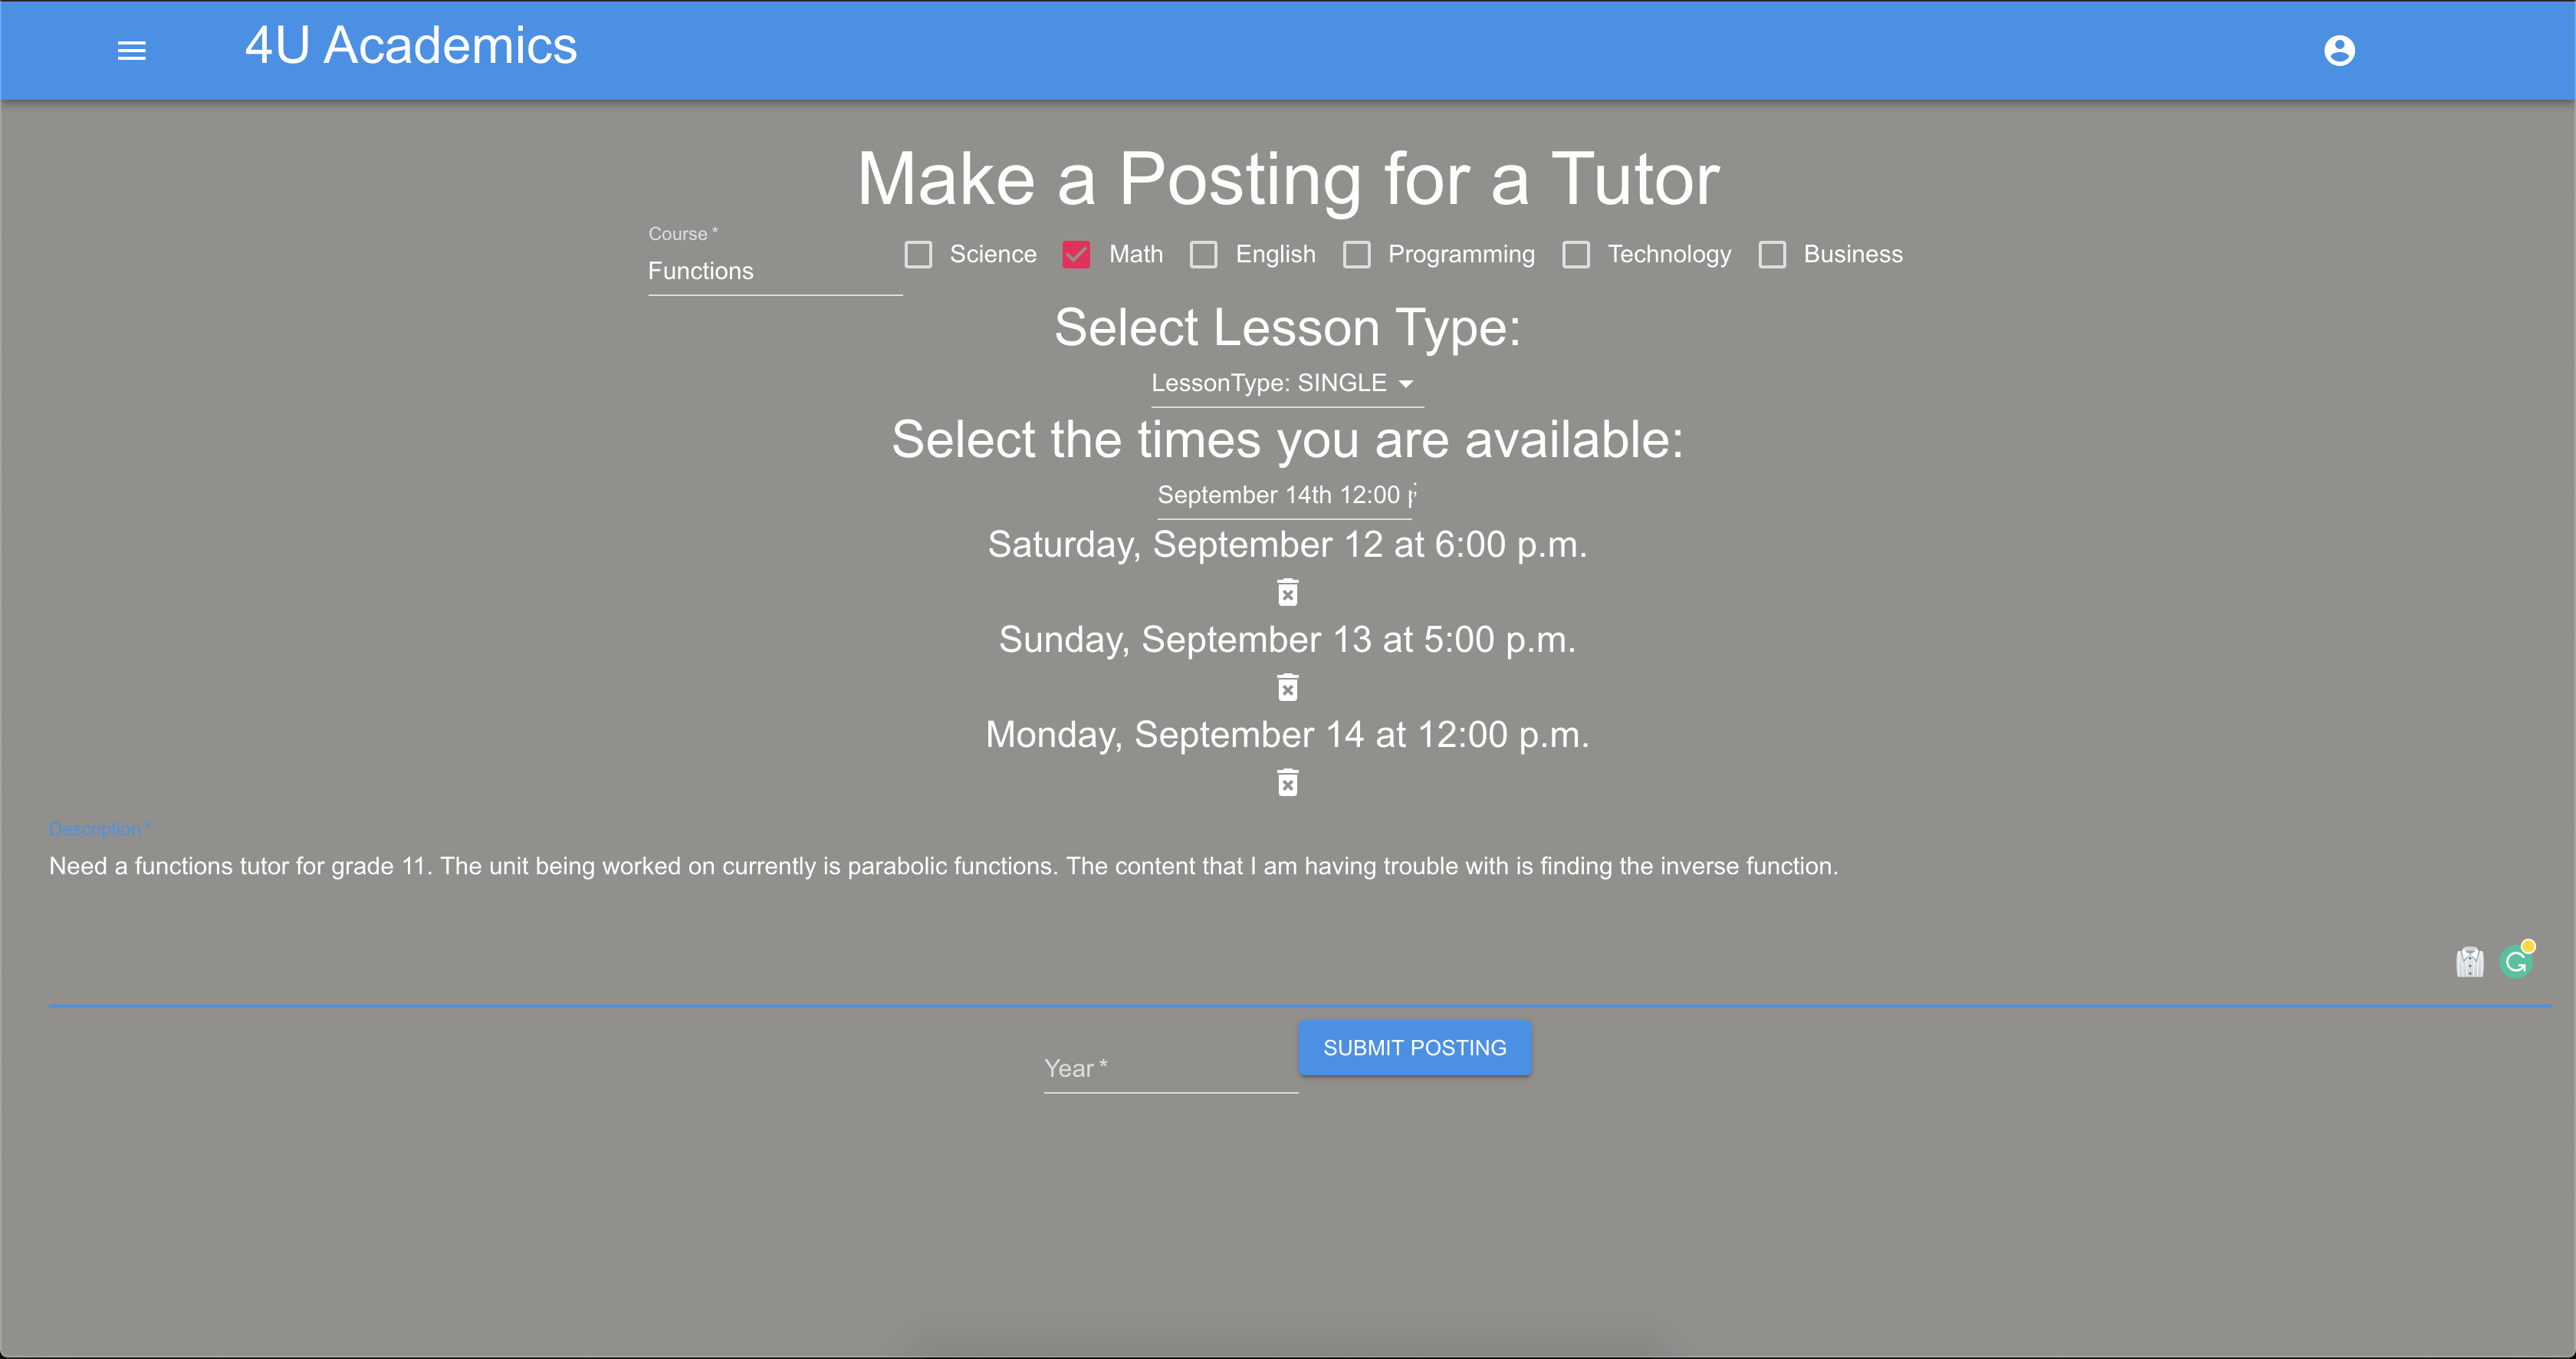 4U Academics
Make a Posting for a Tutor
Course *
Functions
Science Math English Programming Technology Business
Select Lesson Type:
LessonType: SINGLE
Select the times you are available:
September 14th 12:00
Saturday, September 12 at 6:00 p.m.
Sunday, September 13 at 5:00 p.m.
Monday, September 14 at 12:00 p.m.
Description *
Need a functions tutor for grade 11. The unit being worked on currently is parabolic functions. The content that I am having trouble with is finding the inverse function.
SUBMIT POSTING
Year *